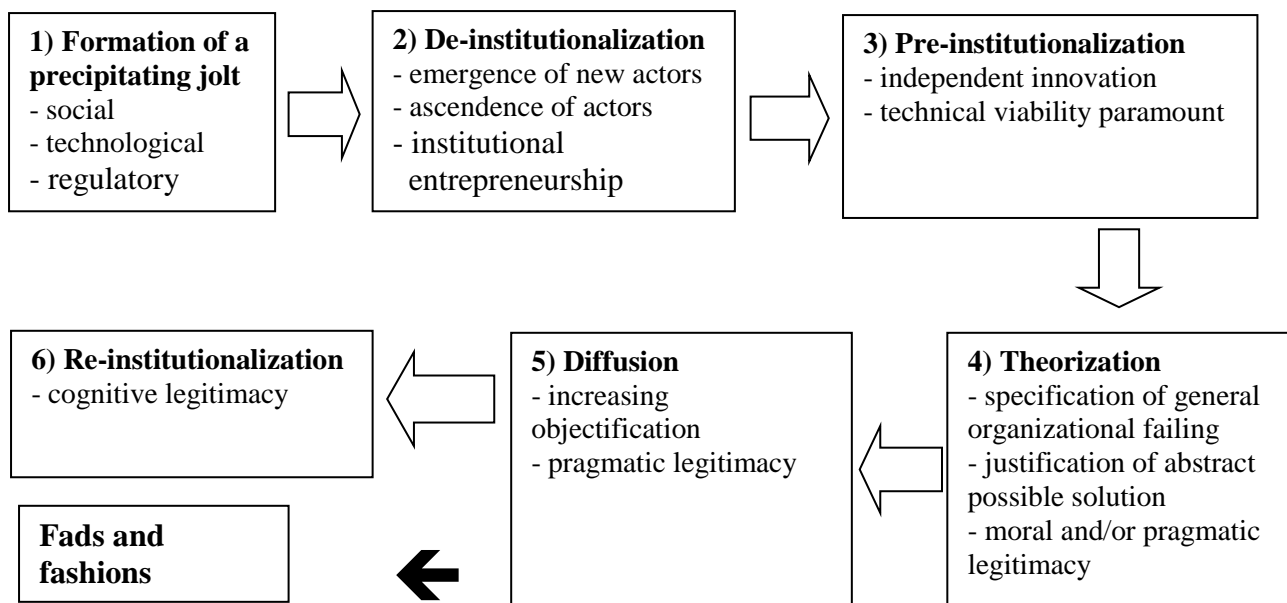 1) Formation of a
precipitating jolt
- social
- technological
- regulatory
2) De-institutionalization
- emergence of new actors
- ascendence of actors
- institutional
entrepreneurship
3) Pre-institutionalization
- independent innovation
- technical viability paramount
4) Theorization
- specification of general
organizational failing
- justification of abstract
possible solution
- moral and/or pragmatic
legitimacy
5) Diffusion
- increasing
objectification
- pragmatic legitimacy
6) Re-institutionalization
- cognitive legitimacy
Fads and
fashions